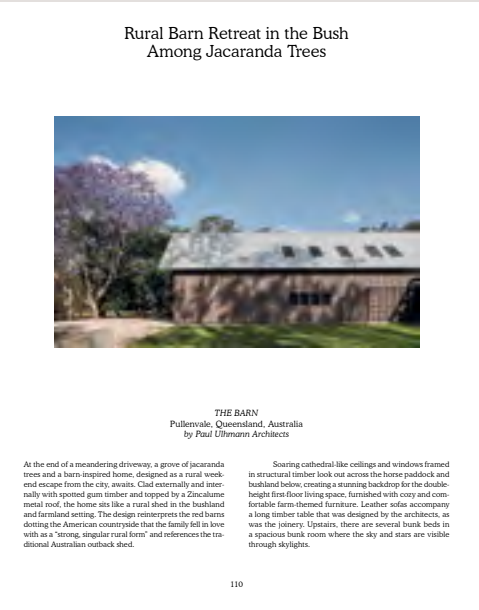 Rural Barn Retreat in the Bush
Among Jacaranda Trees
THE BARN
Pullenvale, Queensland, Australia
by Paul Uhlmann Architects
At the end of a meandering driveway, a grove of jacaranda
trees and a barn-inspired home, designed as a rural week-
end escape from the city, awaits. Clad externally and inter-
nally with spotted gum timber and topped by a Zincalume
metal roof, the home sits like a rural shed in the bushland
and farmland setting. The design reinterprets the red barns
dotting the American countryside that the family fell in love
with as a “strong, singular rural form” and references the tra-
ditional Australian outback shed.
Soaring cathedral-like ceilings and windows framed
in structural timber look out across the horse paddock and
bushland below, creating a stunning backdrop for the double-
height first-floor living space, furnished with cozy and com-
fortable farm-themed furniture. Leather sofas accompany
a long timber table that was designed by the architects, as
was the joinery. Upstairs, there are several bunk beds in
a spacious bunk room where the sky and stars are visible
through skylights.
110